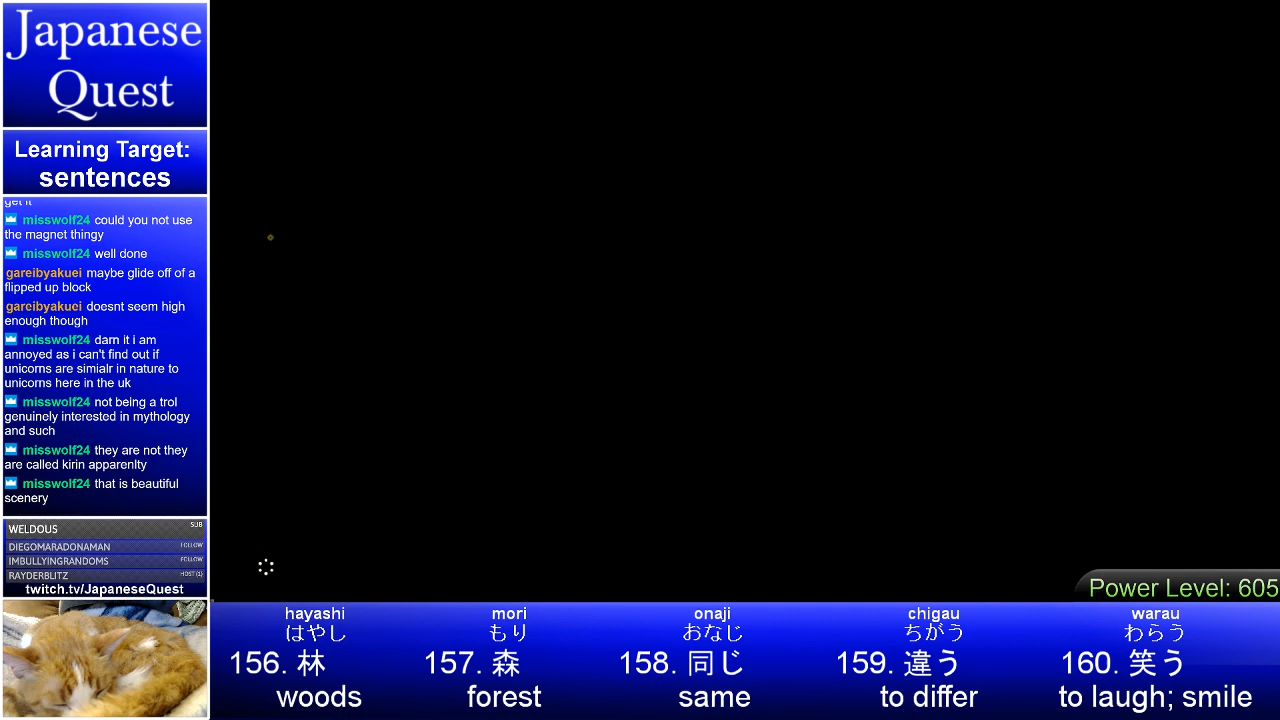 Japanese
Quest
Learning Target:
sentences
get it
misswolf24 could you not use
the magnet thingy
misswolf24 well done
gareibyakuei maybe glide off of a
flipped up block
gareibyakuei doesnt seem high
enough though
misswolf24 darn it i am
annoyed as i can't find out if
unicorns are simialr in nature to
unicorns here in the uk
misswolf24 not being a trol
genuinely interested in mythology
and such
misswolf24 they are not they
are called kirin apparenlty
misswolf24 that is beautiful
scenery
WELDOUS SUB
DIEGOMARADONAMAN FOLLOW
IMBULLYINGRANDOMS FOLLOW
RAYDERBLITZ HOST (1)
twitch.tv/JapaneseQuest
Power Level: 605
hayashi mori onaji chigau warau
はやし もり おなじ ちがう わらう
156. 林 157. 森 158. 同じ 159. 違う 160. 笑う
woods forest same to differ to laugh; smile